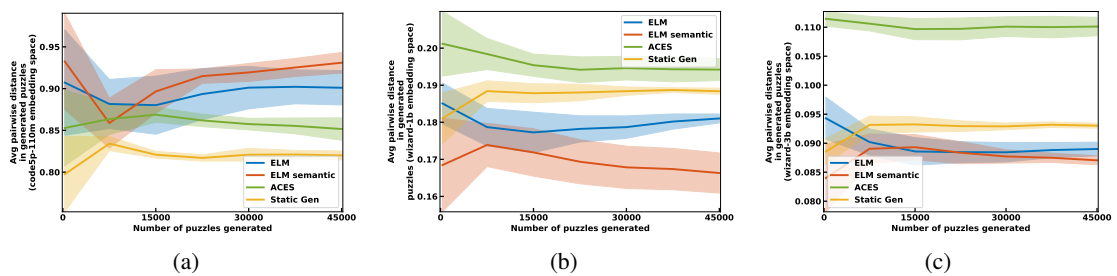 Avg pairwise distance
in generated puzzles
(codet5p-110m embedding space)
0.95
0.90
0.85
0.80
ELM
ELM semantic
ACES
Static Gen
0
15000
30000
45000
Number of puzzles generated
(a)
Avg pairwise distance
in generated
puzzles (wizard-1b embedding space)
0.20
0.19
0.18
0.17
0.16
ELM
ELM semantic
ACES
Static Gen
0
15000
30000
45000
Number of puzzles generated
(b)
Avg pairwise distance
in generated puzzles
(wizard-3b embedding space)
0.110
0.105
0.100
0.095
0.090
0.085
0.080
ELM
ELM semantic
ACES
Static Gen
0
15000
30000
45000
Number of puzzles generated
(c)